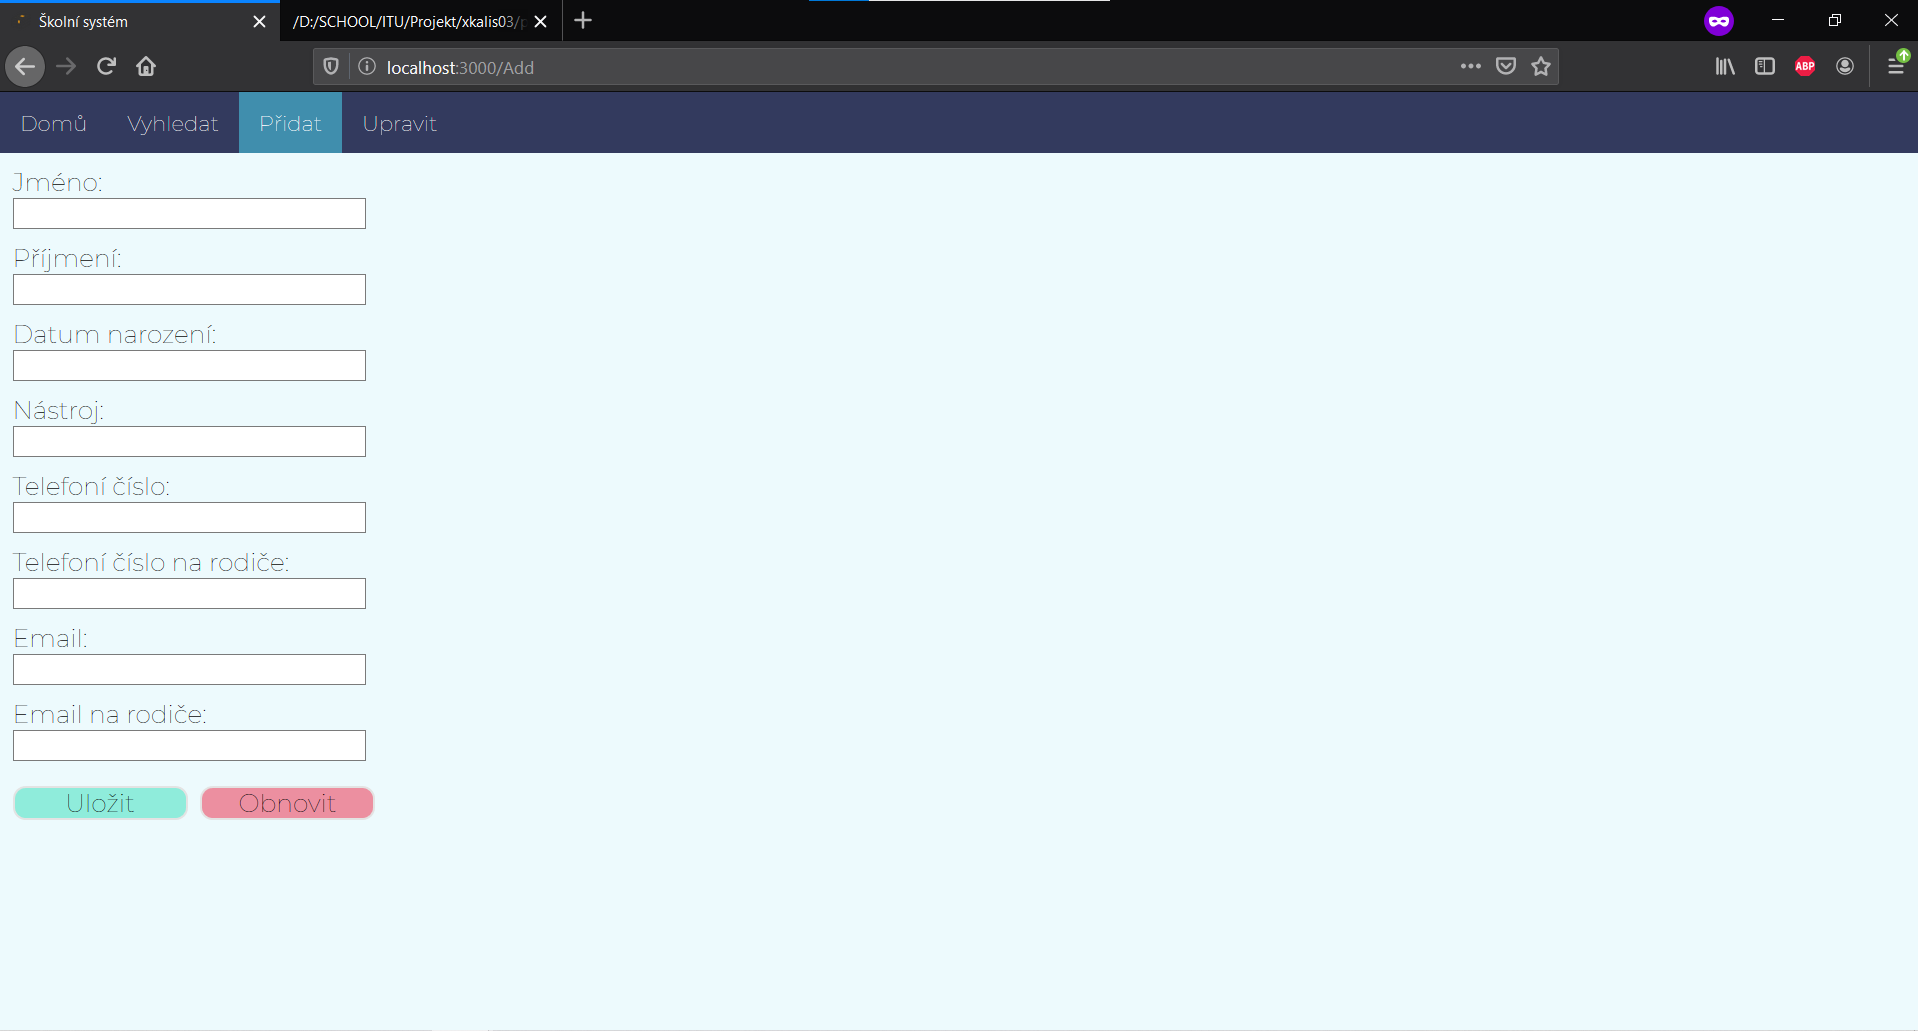 Školní systém
/D:/SCHOOL/ITU/Projekt/xkalis03/p
localhost:3000/Add
ABP
Domů Vyhledat Přidat Upravit
Jméno:
Příjmení:
Datum narození:
Nástroj:
Telefoní číslo:
Telefoní číslo na rodiče:
Email:
Email na rodiče:
Uložit Obnovit